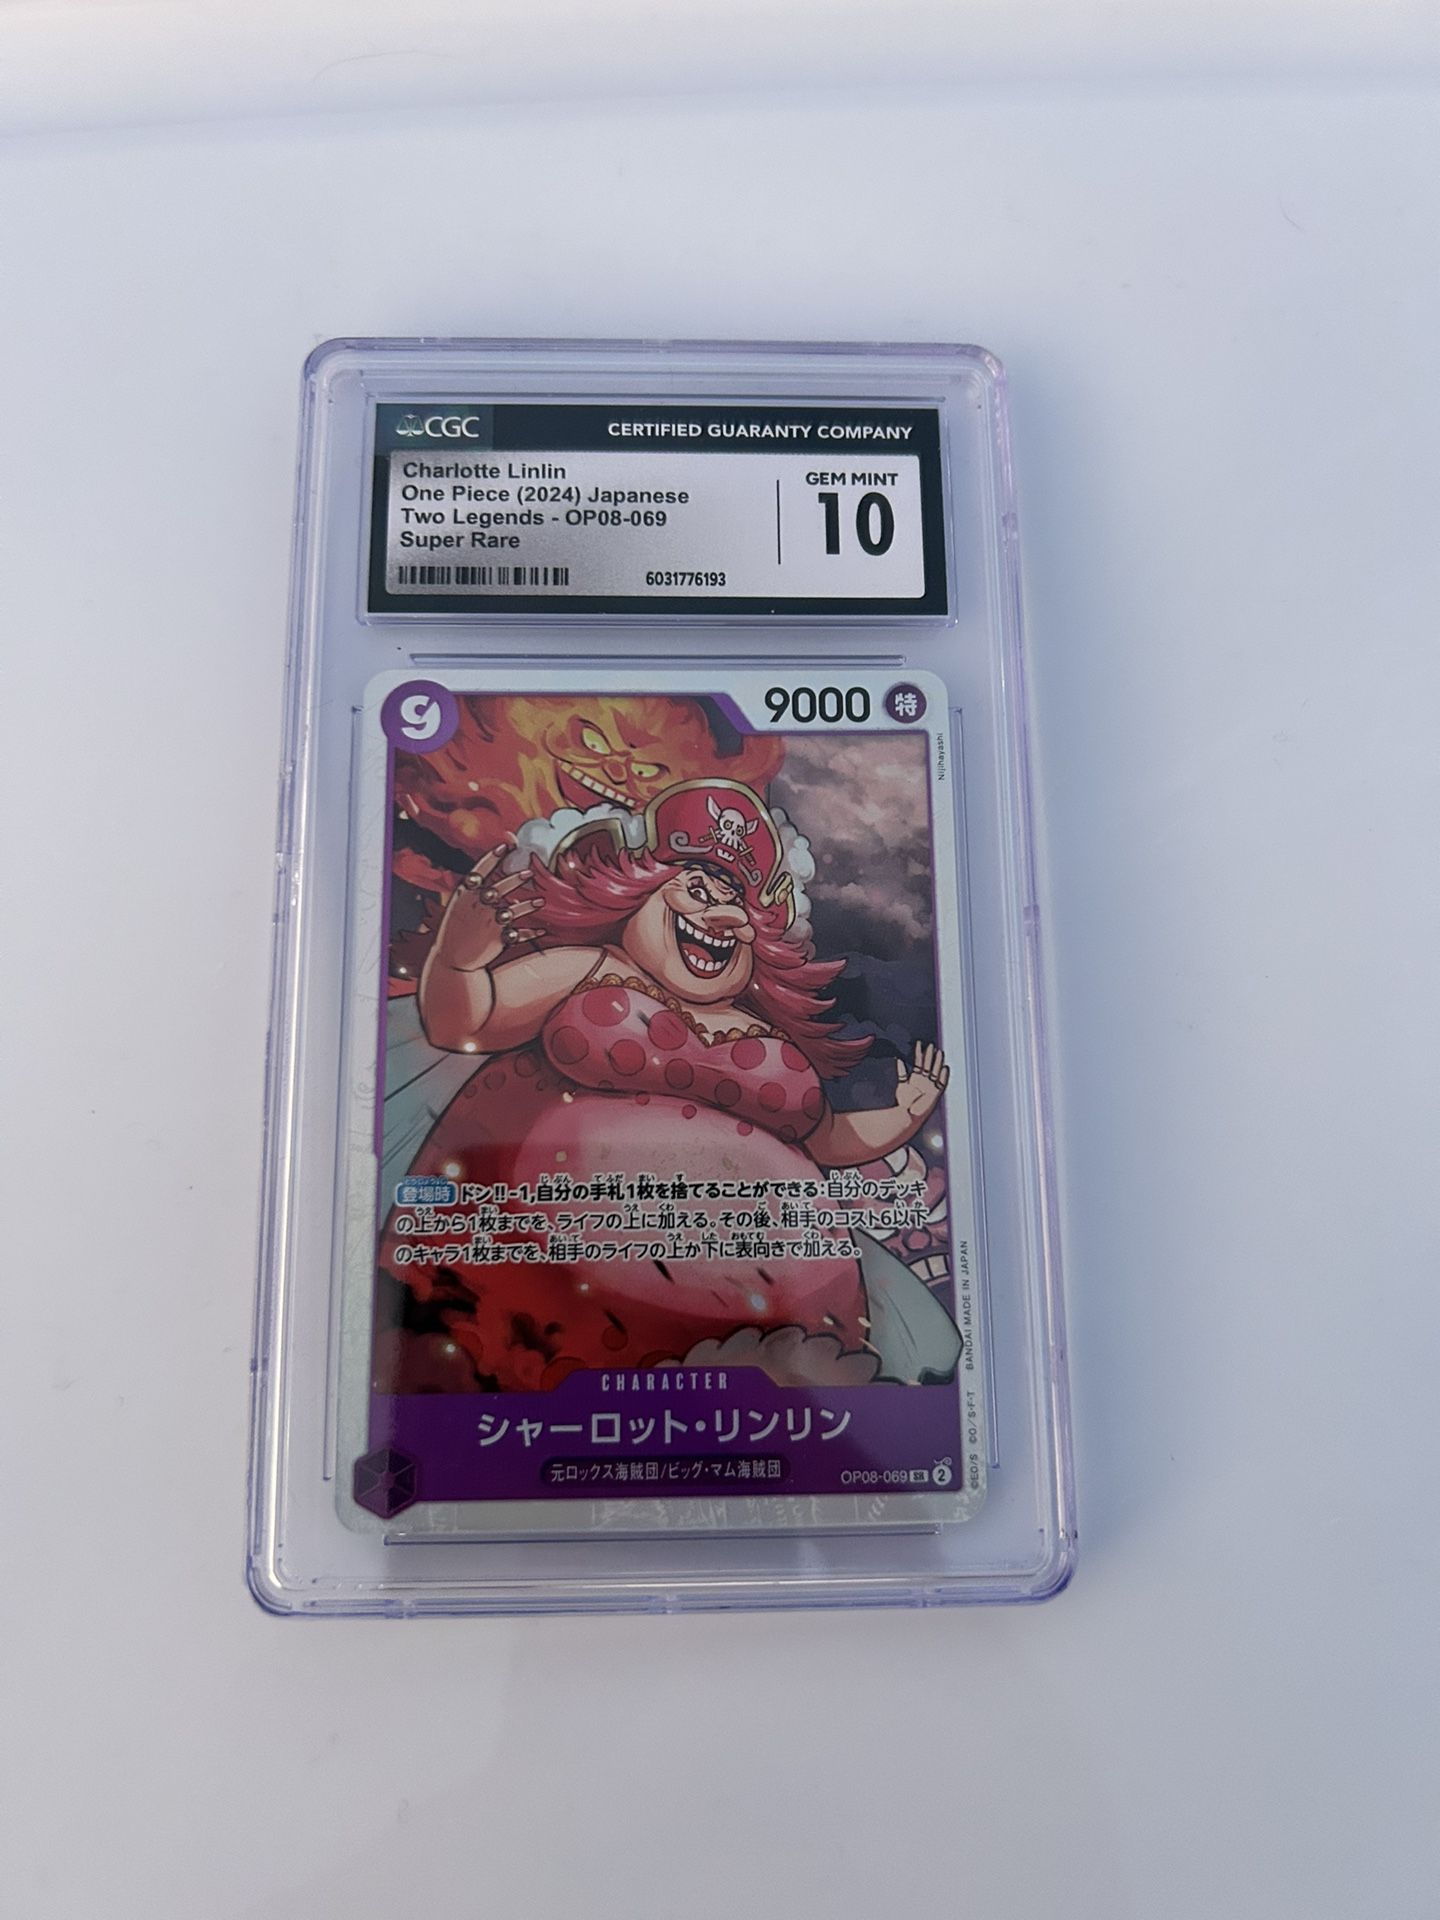 CGC CERTIFIED GUARANTY COMPANY
Charlotte Linlin
One Piece (2024) Japanese
Two Legends - OP08-069
Super Rare
GEM MINT
10
6031776193
9
9000 特
Nijihayashi
登場時 ドン!!-1,自分の手札1枚を捨てることができる:自分のデッキ
の上から1枚までを、ライフの上に加える。その後、相手のコスト6以下
のキャラ1枚までを、相手のライフの上か下に表向きで加える。
CHARACTER
シャーロット・リンリン
元ロックス海賊団/ビッグ・マム海賊団
OP08-069 SR 2
©EO/S ©O/S・F・T BANDAI MADE IN JAPAN